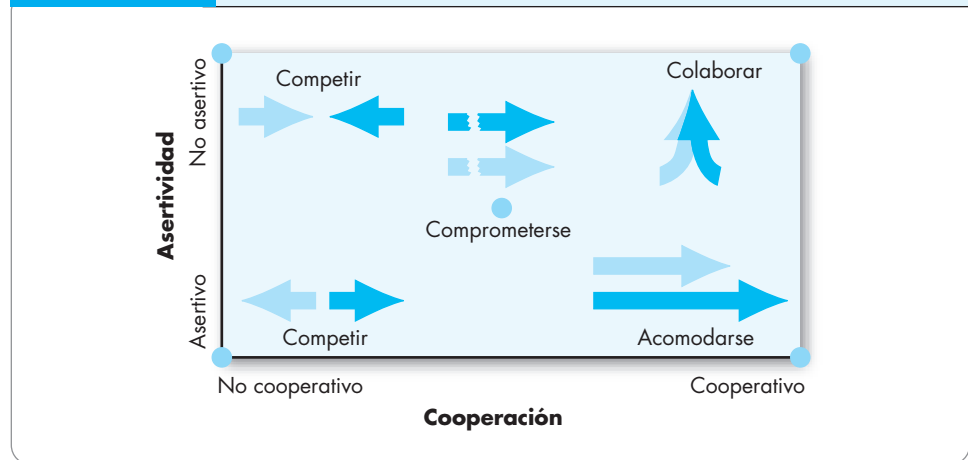 Competir
Colaborar
No asertivo
Asertividad
Comprometerse
Asertivo
Competir
Acomodarse
No cooperativo
Cooperativo
Cooperación